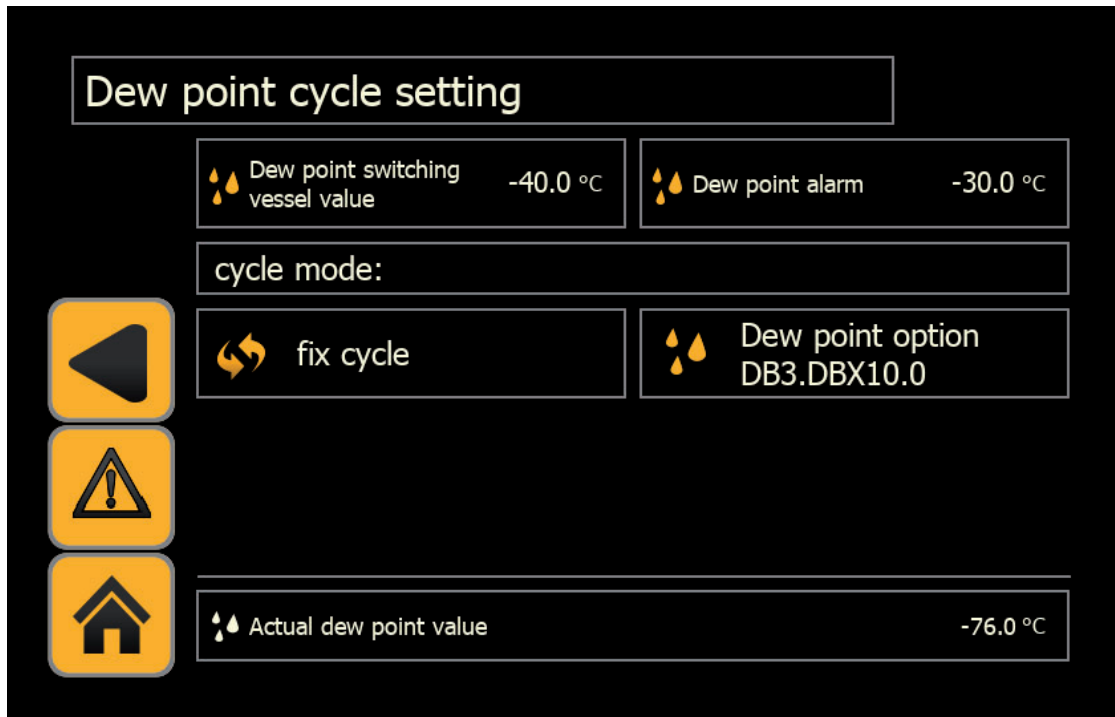 Dew point cycle setting
Dew point switching
vessel value
-40.0 °C
Dew point alarm
-30.0 °C
cycle mode:
fix cycle
Dew point option
DB3.DBX10.0
Actual dew point value
-76.0 °C